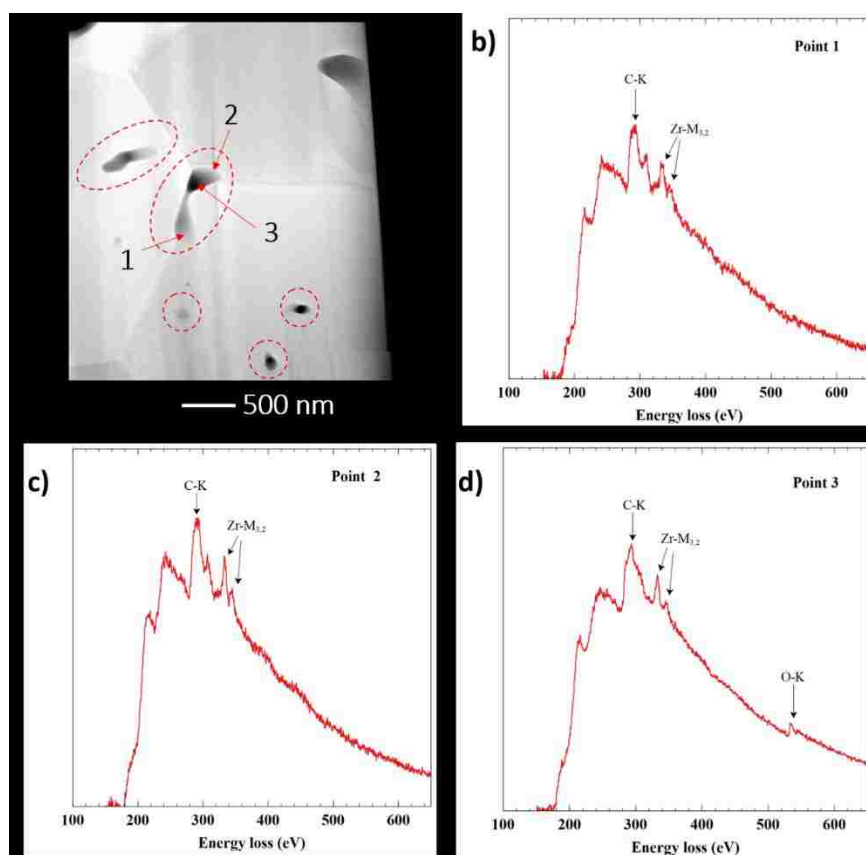 2
3
1
500 nm
b)
Point 1
C-K
Zr-M3,2
100 200 300 400 500 600
Energy loss (eV)
c)
Point 2
C-K
Zr-M3,2
100 200 300 400 500 600
Energy loss (eV)
d)
Point 3
C-K
Zr-M3,2
O-K
100 200 300 400 500 600
Energy loss (eV)